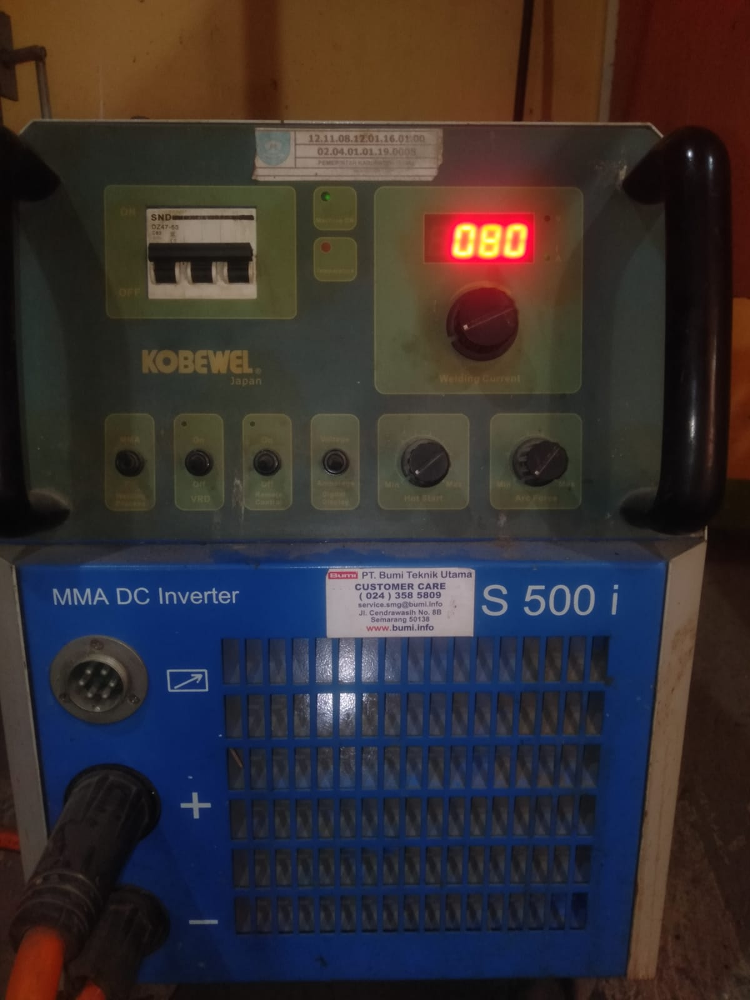 12.11.08.12.01.16.01.00
02.04.01.01.19.0008
PEMERINTAH KABUPATEN
ON
OFF
SND
DZ47-63
C63
Machine ON
Temperature
080
V
A
Welding Current
KOBEWEL®
Japan
MMA
Welding Process
On
Off
VRD
On
Off
Remote Control
Voltage
Amperage
Digital Display
Min
Max
Hot Start
Min
Max
Arc Force
MMA DC Inverter
Bumi PT. Bumi Teknik Utama
CUSTOMER CARE
( 024 ) 358 5809
service.smg@bumi.info
Jl. Cendrawasih No. 8B
Semarang 50138
www.bumi.info
S 500 i
+
−